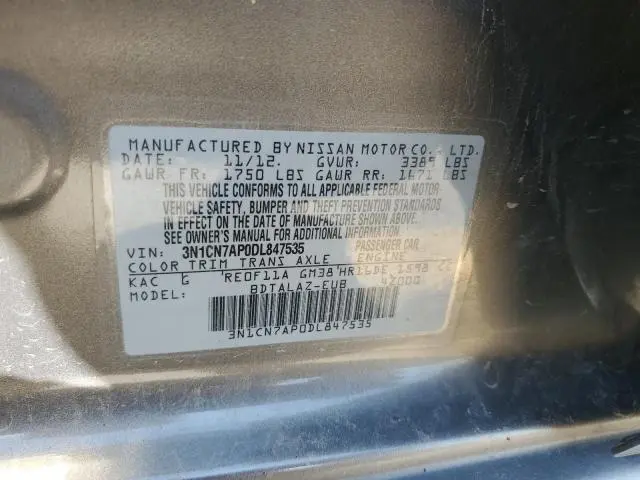 MANUFACTURED BY NISSAN MOTOR CO., LTD.
DATE: 11/12. GVWR: 3389 LBS
GAWR FR: 1750 LBS GAWR RR: 1671 LBS
THIS VEHICLE CONFORMS TO ALL APPLICABLE FEDERAL MOTOR
VEHICLE SAFETY, BUMPER AND THEFT PREVENTION STANDARDS
IN EFFECT ON THE DATE OF MANUFACTURE SHOWN ABOVE.
SEE OWNER'S MANUAL FOR ADDITIONAL INFORMATION.
VIN: 3N1CN7AP0DL847535 PASSENGER CAR
COLOR TRIM TRANS AXLE ENGINE
KAC G RE0F11A GM38 HR16DE 1598 CC
MODEL: BDTALAZ-EUB 4Z000
3N1CN7AP0DL847535